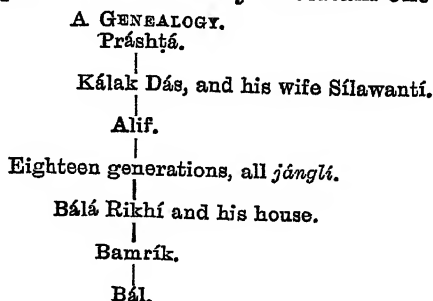 A GENEALOGY.
Práshṭá.
Kálak Dás, and his wife Sílawantí.
Alif.
Eighteen generations, all jánglí.
Bálá Rikhí and his house.
Bamrík.
Bál.